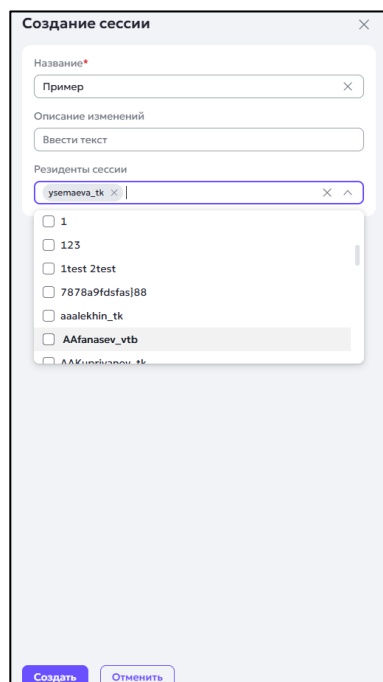 Создание сессии
Название*
Пример
Описание изменений
Ввести текст
Резиденты сессии
ysemaeva_tk
1
123
1test 2test
7878a9fdsfas}88
aaalekhin_tk
AAfanasev_vtb
AAKupriyanov_tk
Создать Отменить